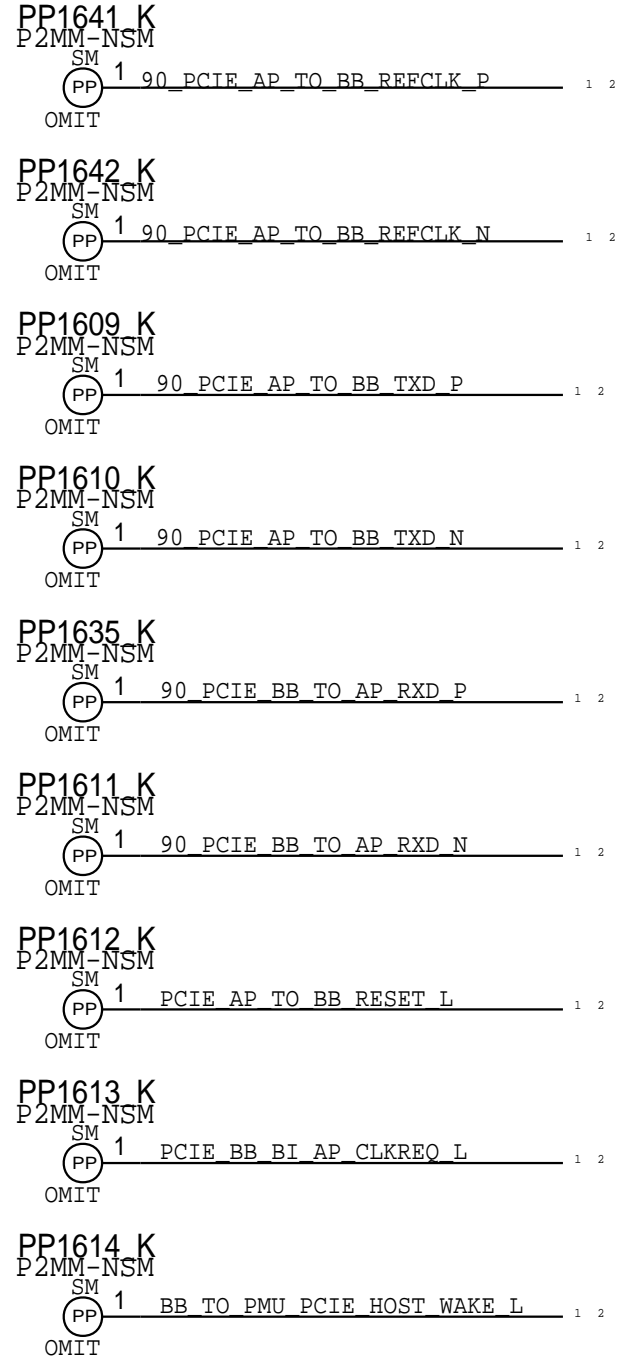 PP1641_K
P2MM-NSM
SM
PP 1 90_PCIE_AP_TO_BB_REFCLK_P 1 2
OMIT
PP1642_K
P2MM-NSM
SM
PP 1 90_PCIE_AP_TO_BB_REFCLK_N 1 2
OMIT
PP1609_K
P2MM-NSM
SM
PP 1 90_PCIE_AP_TO_BB_TXD_P 1 2
OMIT
PP1610_K
P2MM-NSM
SM
PP 1 90_PCIE_AP_TO_BB_TXD_N 1 2
OMIT
PP1635_K
P2MM-NSM
SM
PP 1 90_PCIE_BB_TO_AP_RXD_P 1 2
OMIT
PP1611_K
P2MM-NSM
SM
PP 1 90_PCIE_BB_TO_AP_RXD_N 1 2
OMIT
PP1612_K
P2MM-NSM
SM
PP 1 PCIE_AP_TO_BB_RESET_L 1 2
OMIT
PP1613_K
P2MM-NSM
SM
PP 1 PCIE_BB_BI_AP_CLKREQ_L 1 2
OMIT
PP1614_K
P2MM-NSM
SM
PP 1 BB_TO_PMU_PCIE_HOST_WAKE_L 1 2
OMIT